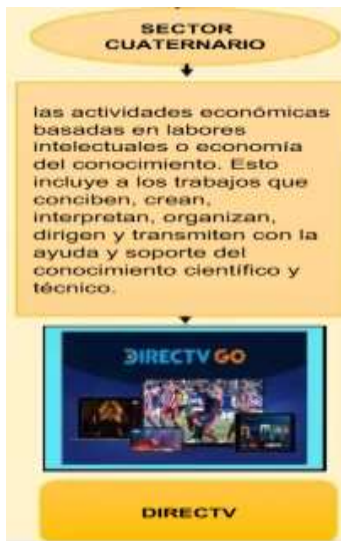 SECTOR
CUATERNARIO
las actividades económicas
basadas en labores
intelectuales o economía
del conocimiento. Esto
incluye a los trabajos que
conciben, crean,
interpretan, organizan,
dirigen y transmiten con la
ayuda y soporte del
conocimiento científico y
técnico.
DIRECTV GO
DIRECTV